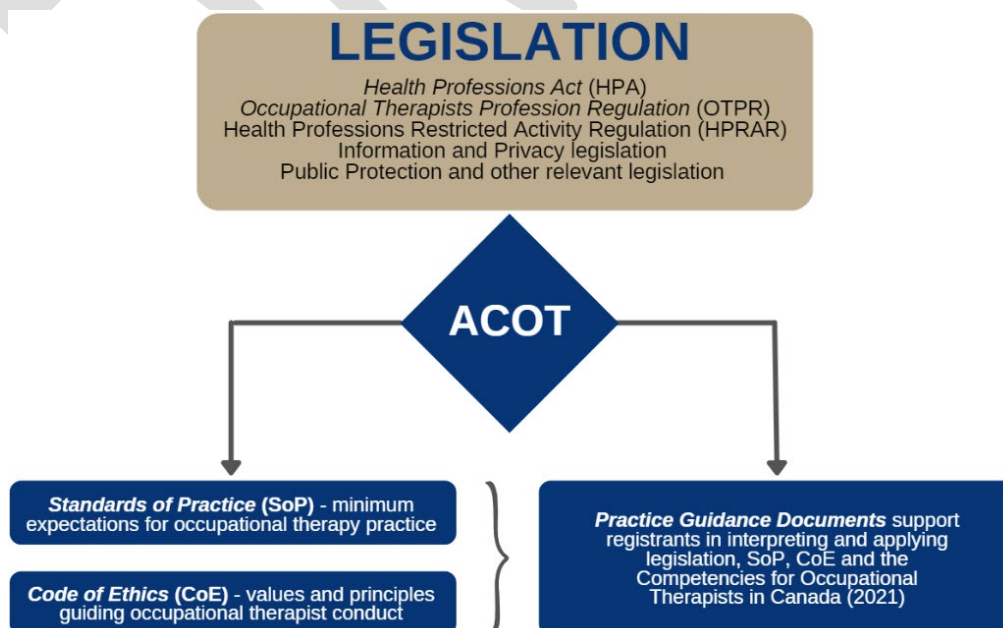 LEGISLATION
Health Professions Act (HPA)
Occupational Therapists Profession Regulation (OTPR)
Health Professions Restricted Activity Regulation (HPRAR)
Information and Privacy legislation
Public Protection and other relevant legislation
ACOT
Standards of Practice (SoP) - minimum
expectations for occupational therapy practice
Code of Ethics (CoE) - values and principles
guiding occupational therapist conduct
Practice Guidance Documents support
registrants in interpreting and applying
legislation, SoP, CoE and the
Competencies for Occupational
Therapists in Canada (2021)